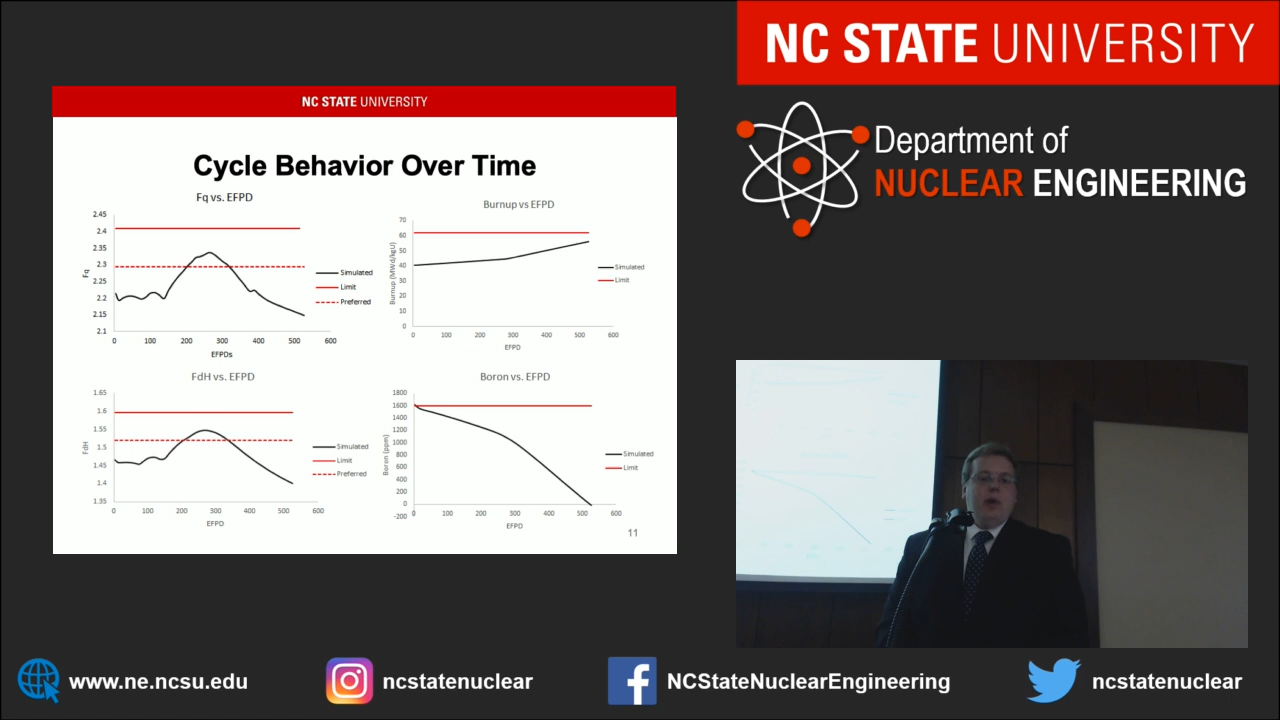 NC STATE UNIVERSITY
Department of
NUCLEAR ENGINEERING
NC STATE UNIVERSITY
Cycle Behavior Over Time
Fq vs. EFPD
2.45
2.4
2.35
2.3
2.25
2.2
2.15
2.1
Fq
0 100 200 300 400 500 600
EFPDs
Simulated
Limit
Preferred
Burnup vs EFPD
70
60
50
40
30
20
10
0
Burnup (MWd/kgU)
0 100 200 300 400 500 600
EFPD
Simulated
Limit
FdH vs. EFPD
1.65
1.6
1.55
1.5
1.45
1.4
1.35
FdH
0 100 200 300 400 500 600
EFPD
Simulated
Limit
Preferred
Boron vs. EFPD
1800
1600
1400
1200
1000
800
600
400
200
0
-200
Boron (ppm)
0 100 200 300 400 500 600
EFPD
Simulated
Limit
11
www.ne.ncsu.edu
ncstatenuclear
NCStateNuclearEngineering
ncstatenuclear